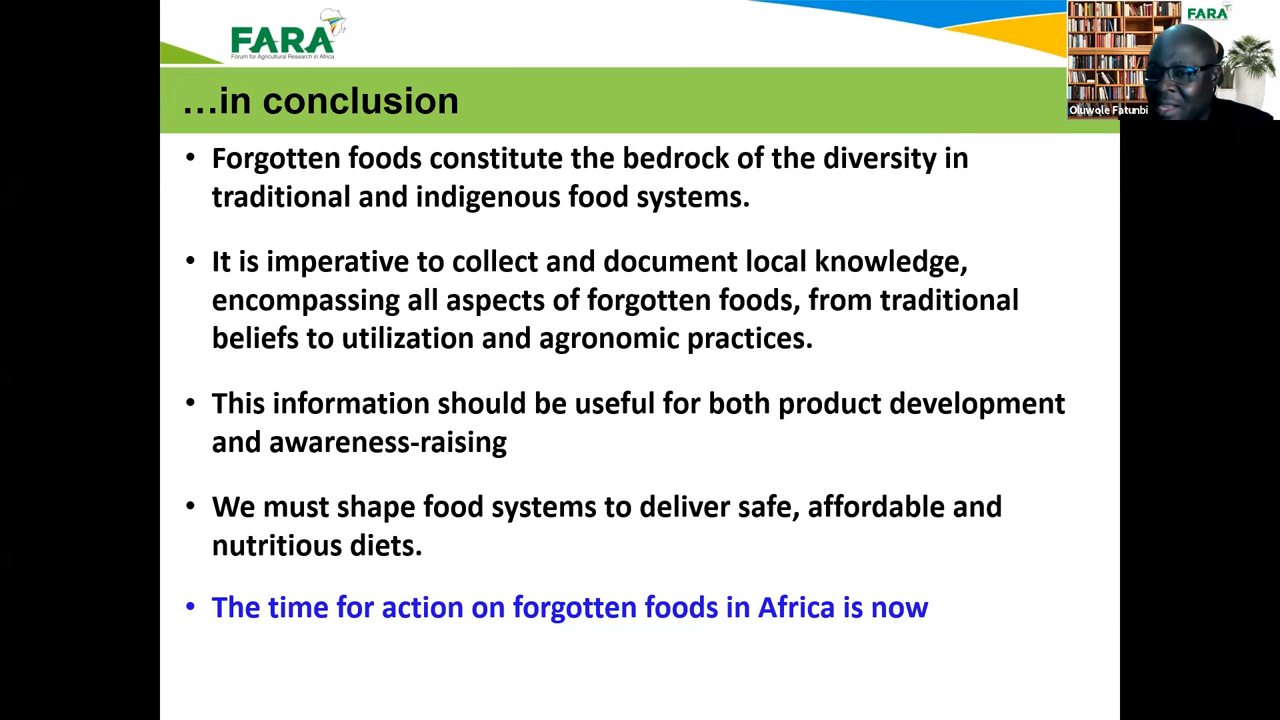 FARA
Forum for Agricultural Research in Africa
FARA
Oluwole Fatunbi
…in conclusion
• Forgotten foods constitute the bedrock of the diversity in
traditional and indigenous food systems.
• It is imperative to collect and document local knowledge,
encompassing all aspects of forgotten foods, from traditional
beliefs to utilization and agronomic practices.
• This information should be useful for both product development
and awareness-raising
• We must shape food systems to deliver safe, affordable and
nutritious diets.
• The time for action on forgotten foods in Africa is now